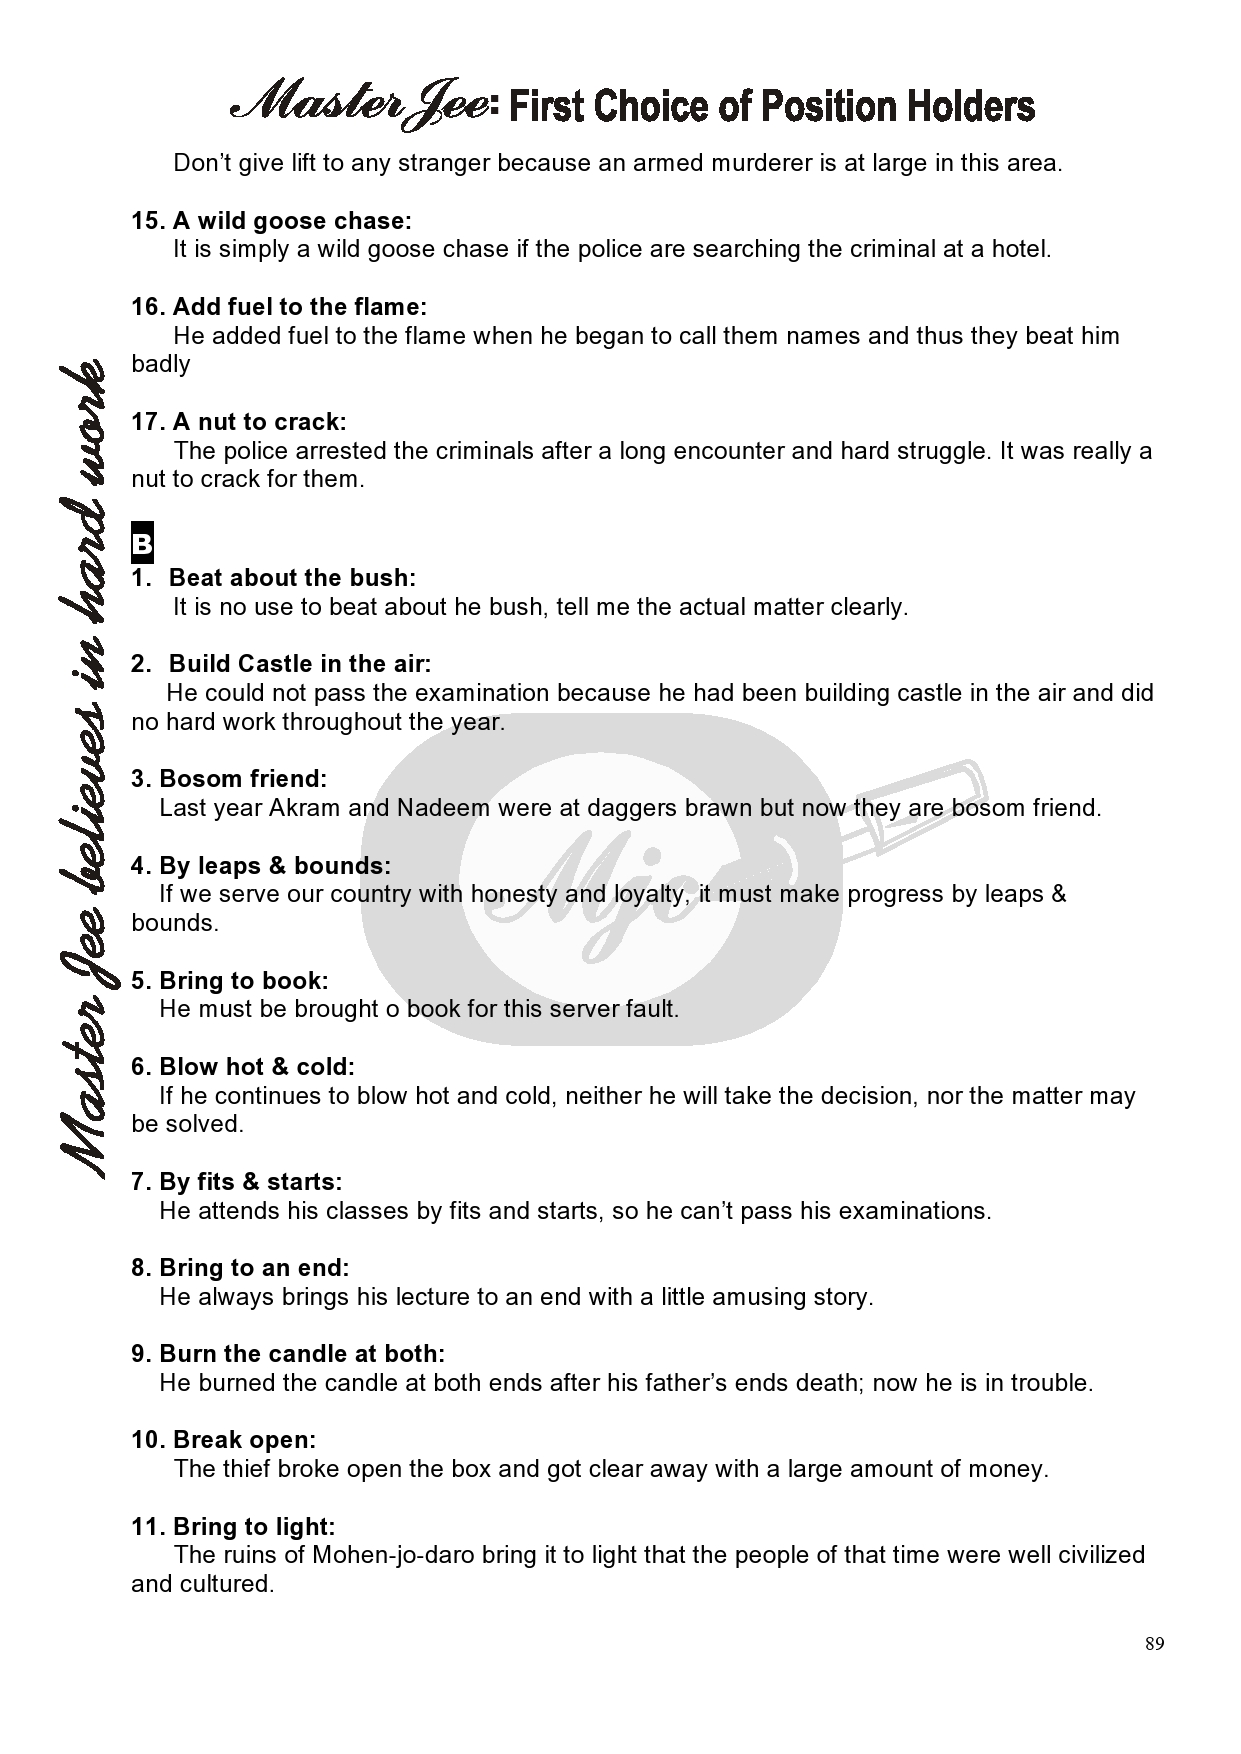 Master Jee: First Choice of Position Holders
Don’t give lift to any stranger because an armed murderer is at large in this area.
15. A wild goose chase:
It is simply a wild goose chase if the police are searching the criminal at a hotel.
16. Add fuel to the flame:
He added fuel to the flame when he began to call them names and thus they beat him
badly
17. A nut to crack:
The police arrested the criminals after a long encounter and hard struggle. It was really a
nut to crack for them.
B
1. Beat about the bush:
It is no use to beat about he bush, tell me the actual matter clearly.
2. Build Castle in the air:
He could not pass the examination because he had been building castle in the air and did
no hard work throughout the year.
3. Bosom friend:
Last year Akram and Nadeem were at daggers brawn but now they are bosom friend.
4. By leaps & bounds:
If we serve our country with honesty and loyalty, it must make progress by leaps &
bounds.
5. Bring to book:
He must be brought o book for this server fault.
6. Blow hot & cold:
If he continues to blow hot and cold, neither he will take the decision, nor the matter may
be solved.
7. By fits & starts:
He attends his classes by fits and starts, so he can’t pass his examinations.
8. Bring to an end:
He always brings his lecture to an end with a little amusing story.
9. Burn the candle at both:
He burned the candle at both ends after his father’s ends death; now he is in trouble.
10. Break open:
The thief broke open the box and got clear away with a large amount of money.
11. Bring to light:
The ruins of Mohen-jo-daro bring it to light that the people of that time were well civilized
and cultured.
89
Master Jee believes in hard work
Mjc